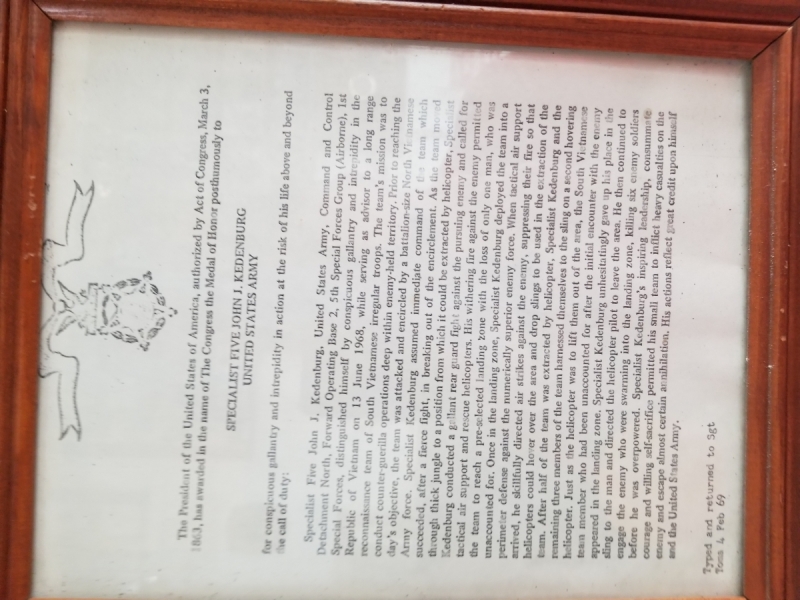 The President of the United States of America, authorized by Act of Congress, March 3,
1863, has awarded in the name of The Congress the Medal of Honor posthumously to
SPECIALIST FIVE JOHN J. KEDENBURG
UNITED STATES ARMY
for conspicuous gallantry and intrepidity in action at the risk of his life above and beyond
the call of duty:
Specialist Five John J. Kedenburg, United States Army, Command and Control
Detachment North, Forward Operating Base 2, 5th Special Forces Group (Airborne), 1st
Special Forces, distinguished himself by conspicuous gallantry and intrepidity in the
Republic of Vietnam on 13 June 1968, while serving as advisor to a long range
reconnaissance team of South Vietnamese irregular troops. The team's mission was to
conduct counter-guerilla operations deep within enemy-held territory. Prior to reaching the
day's objective, the team was attacked and encircled by a battalion-size North Vietnamese
Army force. Specialist Kedenburg assumed immediate command of the team which
succeeded, after a fierce fight, in breaking out of the encirclement. As the team moved
through thick jungle to a position from which it could be extracted by helicopter, Specialist
Kedenburg conducted a gallant rear guard fight against the pursuing enemy and called for
tactical air support and rescue helicopters. His withering fire against the enemy permitted
the team to reach a pre-selected landing zone with the loss of only one man, who was
unaccounted for. Once in the landing zone, Specialist Kedenburg deployed the team into a
perimeter defense against the numerically superior enemy force. When tactical air support
arrived, he skillfully directed air strikes against the enemy, suppressing their fire so that
helicopters could hover over the area and drop slings to be used in the extraction of the
team. After half of the team was extracted by helicopter, Specialist Kedenburg and the
remaining three members of the team harnessed themselves to the sling on a second hovering
helicopter. Just as the helicopter was to lift them out of the area, the South Vietnamese
team member who had been unaccounted for after the initial encounter with the enemy
appeared in the landing zone. Specialist Kedenburg unhesitatingly gave up his place in the
sling to the man and directed the helicopter pilot to leave the area. He then continued to
engage the enemy who were swarming into the landing zone, killing six enemy soldiers
before he was overpowered. Specialist Kedenburg's inspiring leadership, consummate
courage and willing self-sacrifice permitted his small team to inflict heavy casualties on the
enemy and escape almost certain annihilation. His actions reflect great credit upon himself
and the United States Army.
Typed and returned to Sgt
Toms 4 Feb 69